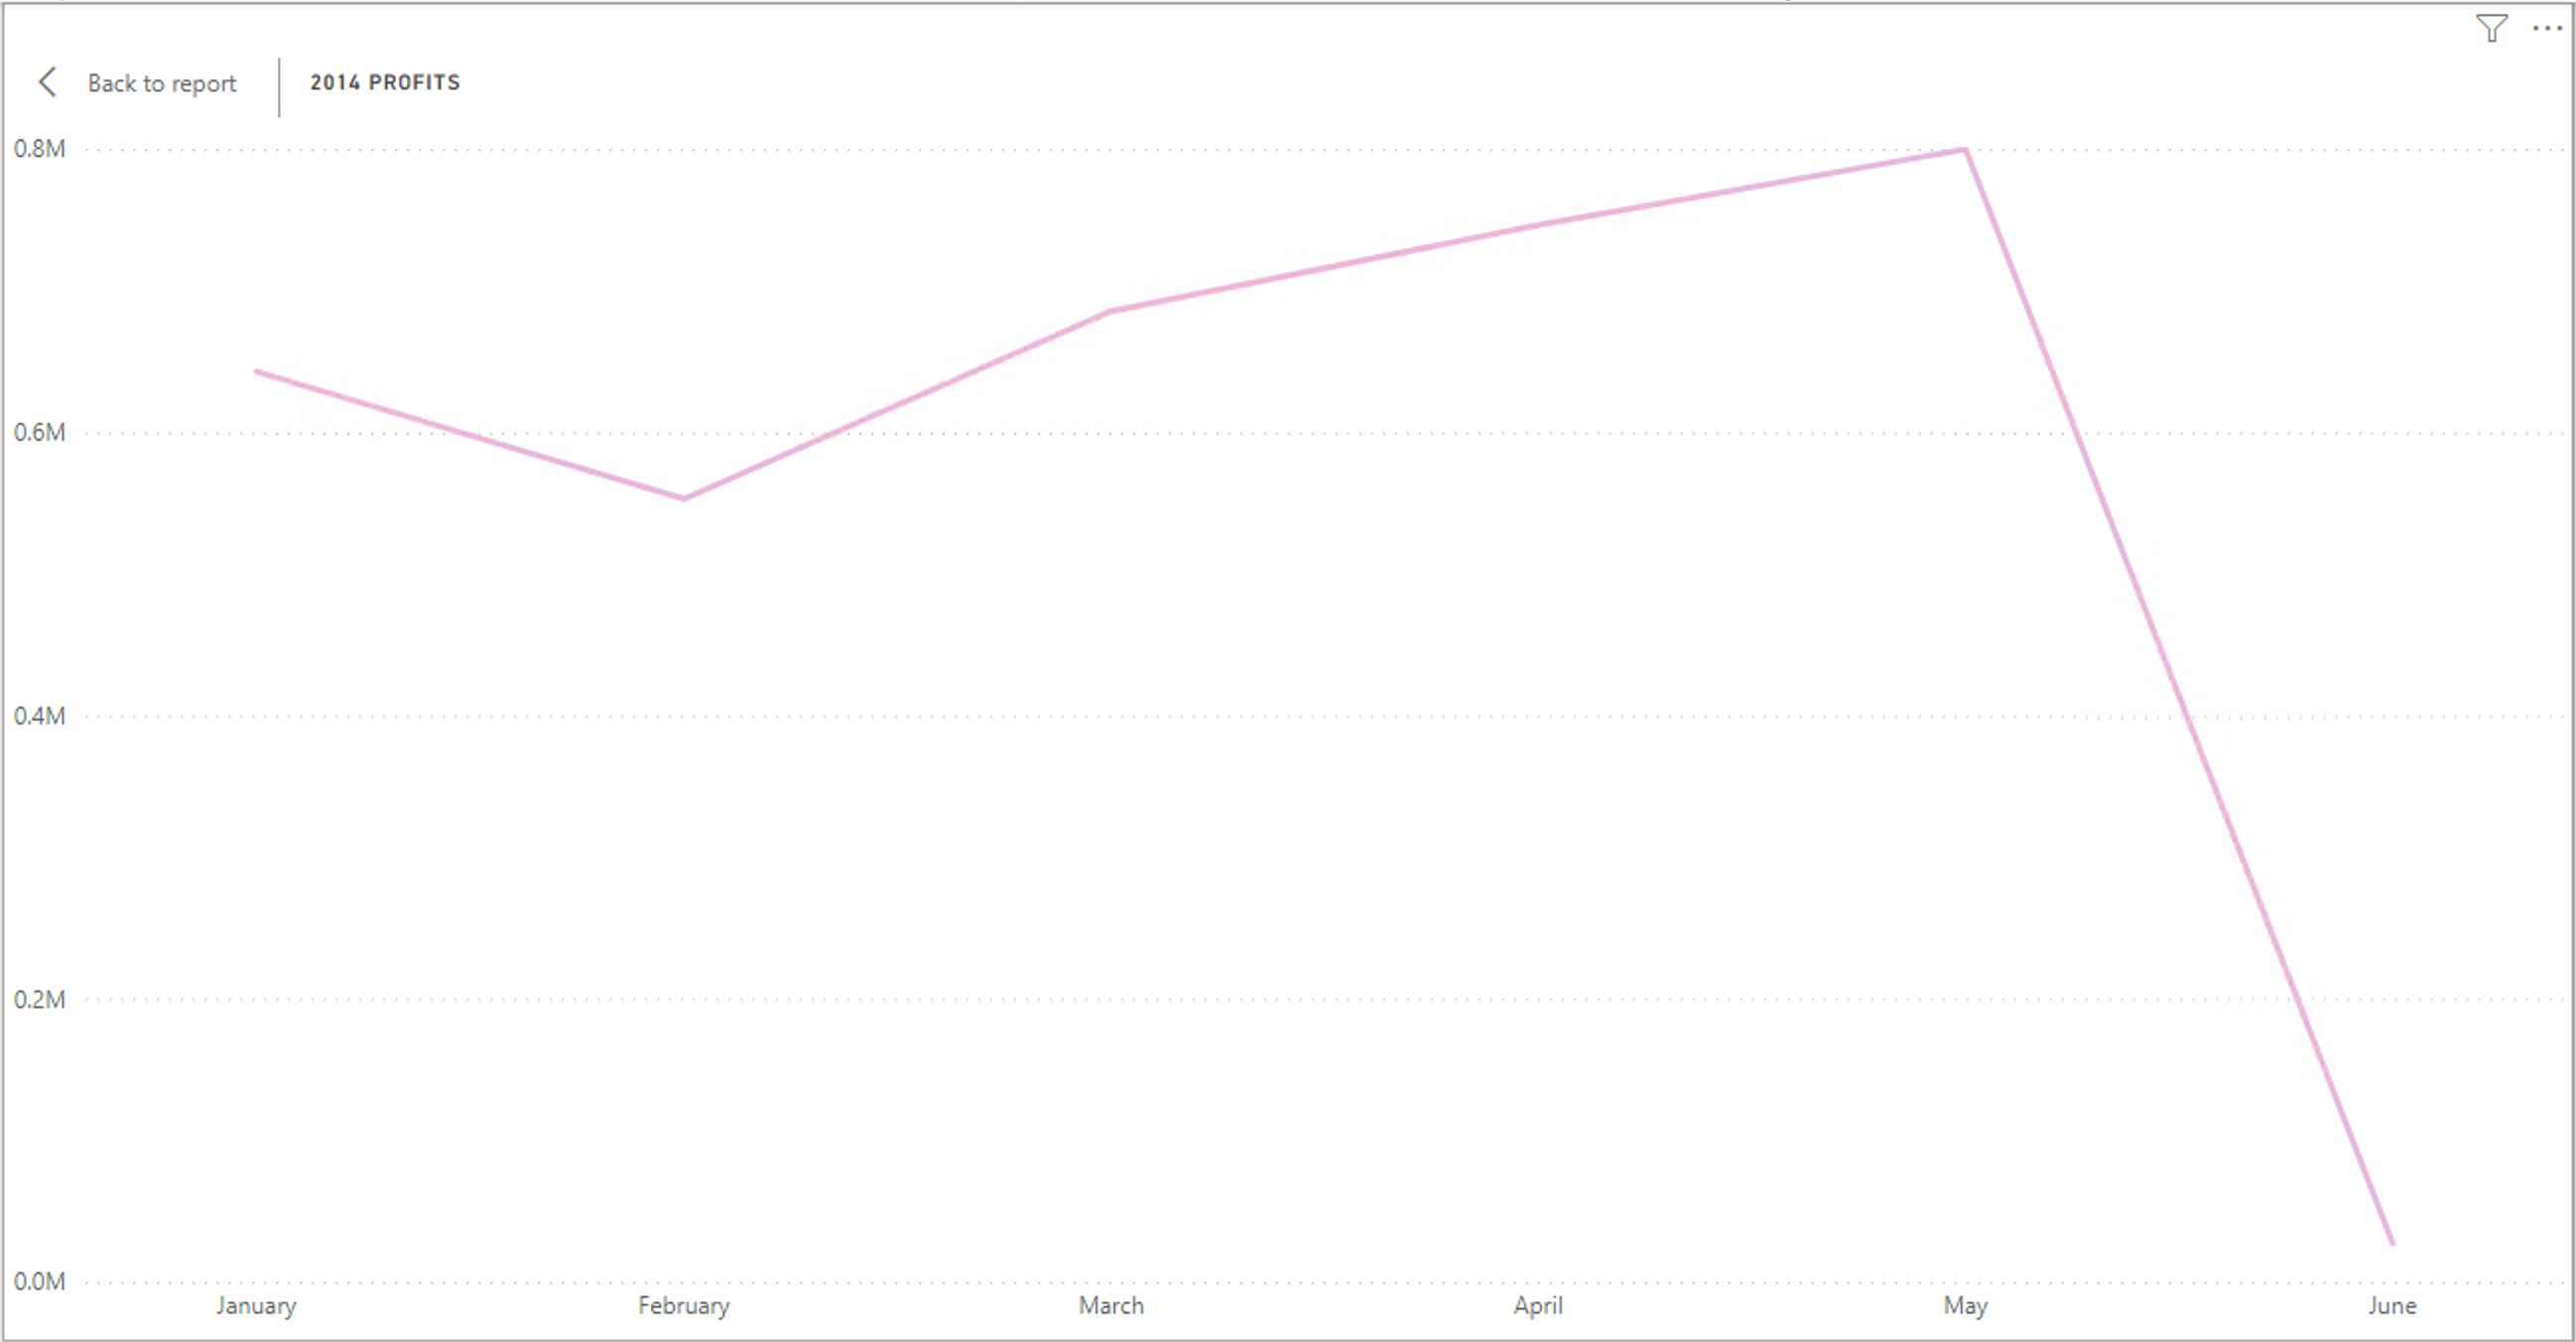 Back to report
2014 PROFITS
0.8M
0.6M
0.4M
0.2M
0.0M
January February March April May June